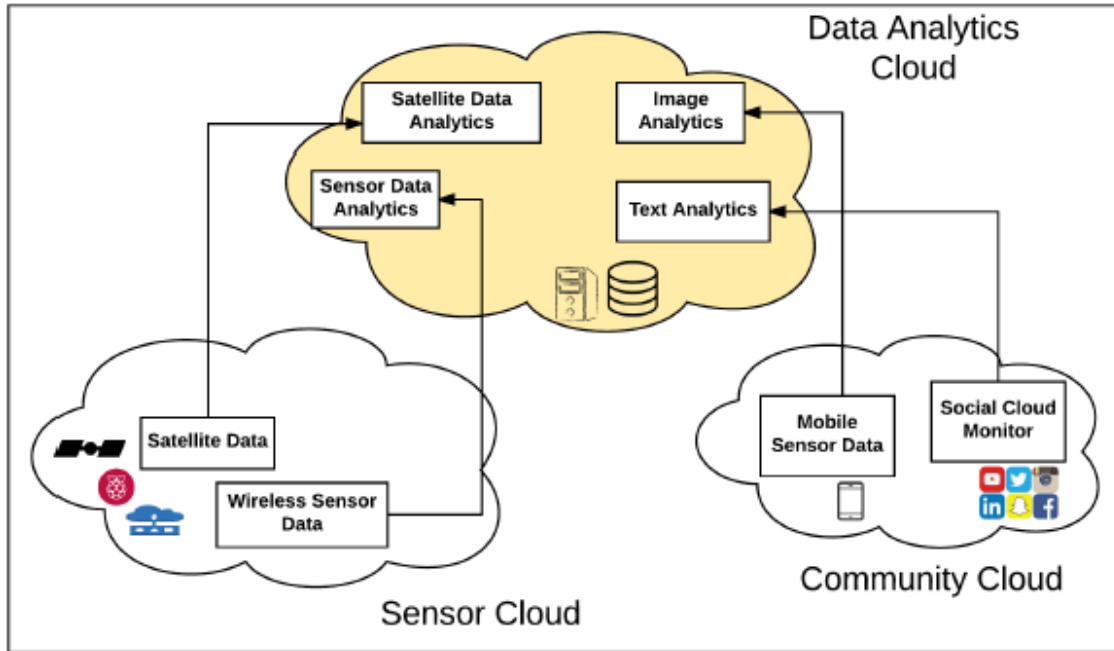 Data Analytics
Cloud
Satellite Data
Analytics
Image
Analytics
Sensor Data
Analytics
Text Analytics
Satellite Data
Wireless Sensor
Data
Mobile
Sensor Data
Social Cloud
Monitor
in
f
Community Cloud
Sensor Cloud